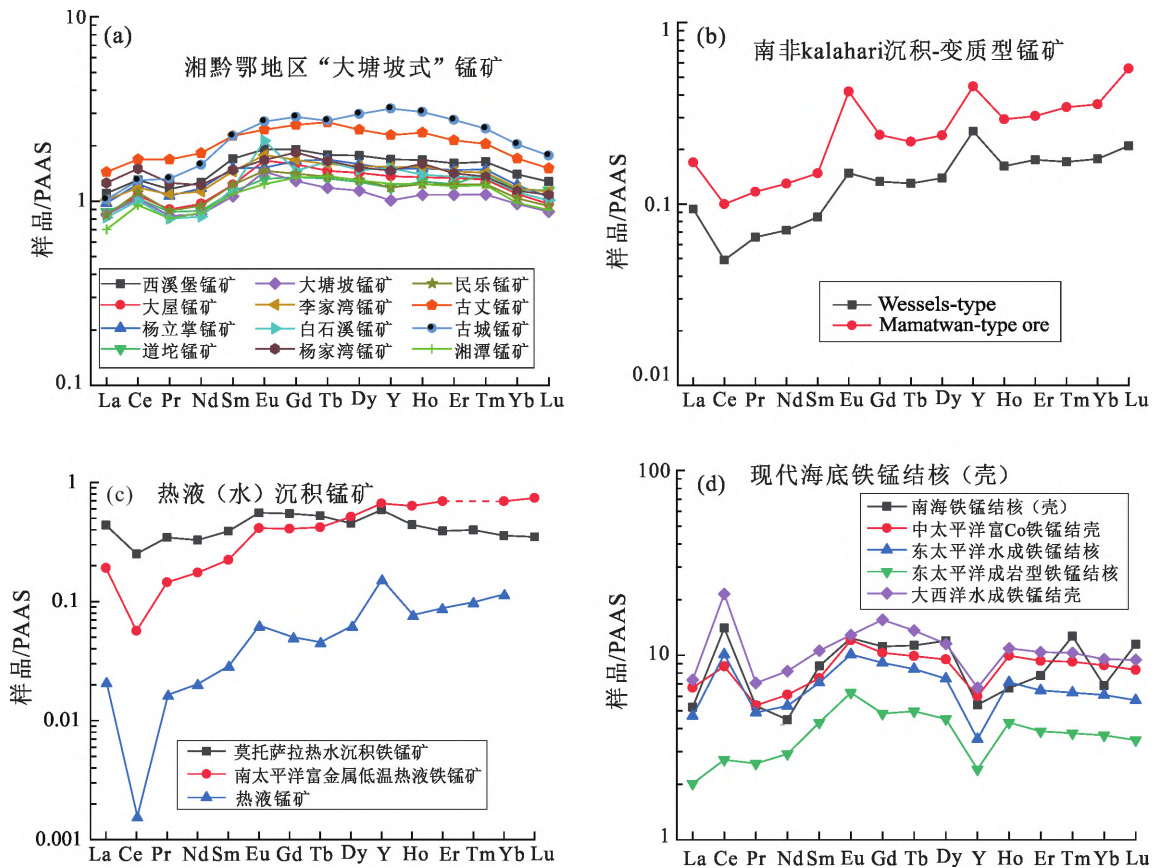 (a)
湘黔鄂地区“大塘坡式”锰矿
样品/PAAS
10
1
0.1
西溪堡锰矿
大屋锰矿
杨立掌锰矿
道坨锰矿
大塘坡锰矿
李家湾锰矿
白石溪锰矿
杨家湾锰矿
民乐锰矿
古丈锰矿
古城锰矿
湘潭锰矿
La Ce Pr Nd Sm Eu Gd Tb Dy Y Ho Er Tm Yb Lu
(b)
南非kalahari沉积-变质型锰矿
样品/PAAS
1
0.1
0.01
Wessels-type
Mamatwan-type ore
La Ce Pr Nd Sm Eu Gd Tb Dy Y Ho Er Tm Yb Lu
(c) 热液（水）沉积锰矿
样品/PAAS
1
0.1
0.01
0.001
莫托萨拉热水沉积铁锰矿
南太平洋富金属低温热液铁锰矿
热液锰矿
La Ce Pr Nd Sm Eu Gd Tb Dy Y Ho Er Tm Yb Lu
(d) 现代海底铁锰结核（壳）
样品/PAAS
100
10
1
南海铁锰结核（壳）
中太平洋富Co铁锰结壳
东太平洋水成铁锰结核
东太平洋成岩型铁锰结核
大西洋水成铁锰结壳
La Ce Pr Nd Sm Eu Gd Tb Dy Y Ho Er Tm Yb Lu